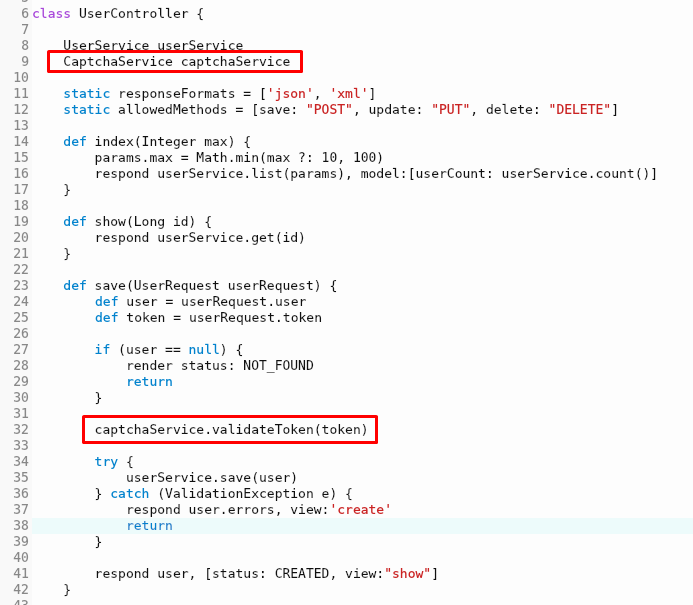 6 class UserController {
7
8     UserService userService
9     CaptchaService captchaService
10
11     static responseFormats = ['json', 'xml']
12     static allowedMethods = [save: "POST", update: "PUT", delete: "DELETE"]
13
14     def index(Integer max) {
15         params.max = Math.min(max ?: 10, 100)
16         respond userService.list(params), model:[userCount: userService.count()]
17     }
18
19     def show(Long id) {
20         respond userService.get(id)
21     }
22
23     def save(UserRequest userRequest) {
24         def user = userRequest.user
25         def token = userRequest.token
26
27         if (user == null) {
28             render status: NOT_FOUND
29             return
30         }
31
32         captchaService.validateToken(token)
33
34         try {
35             userService.save(user)
36         } catch (ValidationException e) {
37             respond user.errors, view:'create'
38             return
39         }
40
41         respond user, [status: CREATED, view:"show"]
42     }